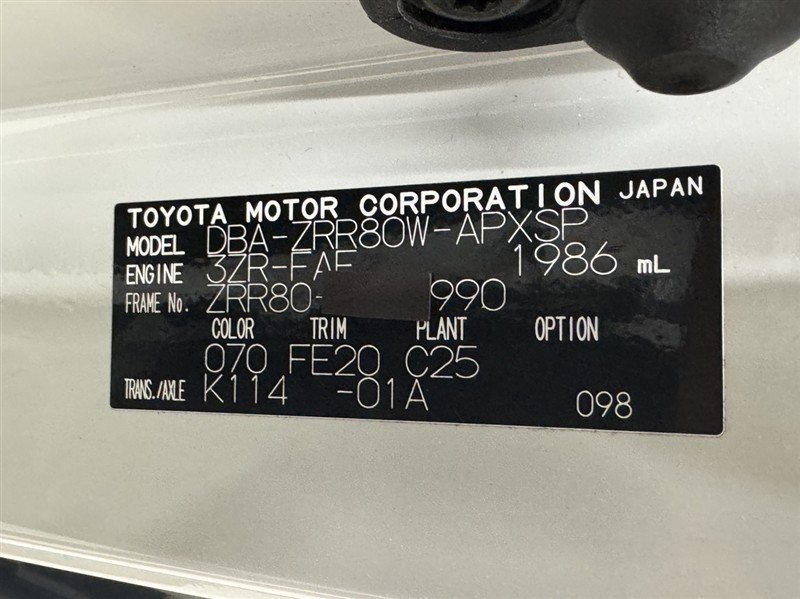 TOYOTA MOTOR CORPORATION JAPAN
MODEL DBA-ZRR80W-APXSP
ENGINE 3ZR-FAE 1986 mL
FRAME No. ZRR80- 990
COLOR TRIM PLANT OPTION
070 FE20 C25
TRANS./AXLE K114 -01A 098